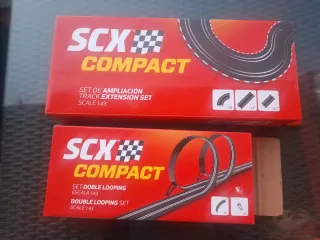 SCX
COMPACT
SET DE AMPLIACIÓN
TRACK EXTENSION SET
SCALE 1:43
SCX
COMPACT
SET DOBLE LOOPING
ESCALA 1:43
DOUBLE LOOPING SET
SCALE 1:43